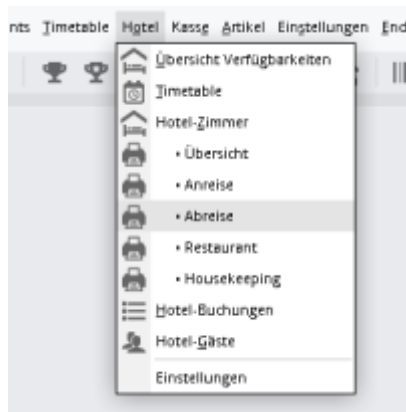 nts Timetable Hotel Kasse Artikel Einstellungen End
Übersicht Verfügbarkeiten
Timetable
Hotel-Zimmer
• Übersicht
• Anreise
• Abreise
• Restaurant
• Housekeeping
Hotel-Buchungen
Hotel-Gäste
Einstellungen